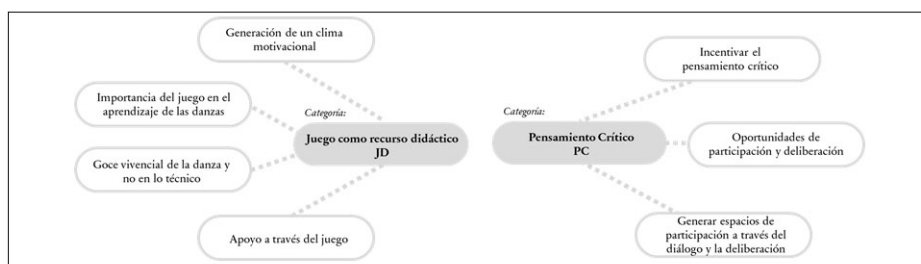 Generación de un clima
motivacional
Importancia del juego en el
aprendizaje de las danzas
Categoría:
Juego como recurso didáctico
JD
Goce vivencial de la danza y
no en lo técnico
Apoyo a través del juego
Incentivar el
pensamiento crítico
Categoría:
Pensamiento Crítico
PC
Oportunidades de
participación y deliberación
Generar espacios de
participación a través del
diálogo y la deliberación